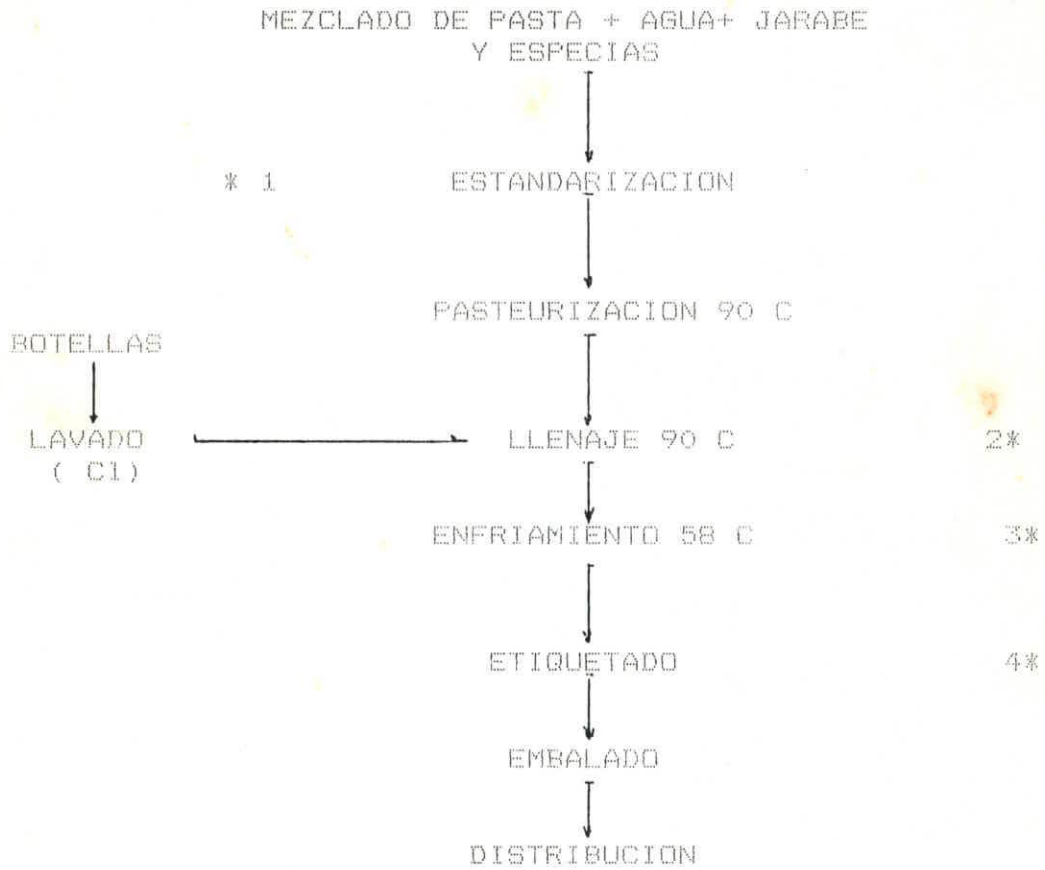 MEZCLADO DE PASTA + AGUA+ JARABE
Y ESPECIAS
* 1 ESTANDARIZACION
PASTEURIZACION 90 C
BOTELLAS
LAVADO LLENAJE 90 C 2*
( Cl)
ENFRIAMIENTO 58 C 3*
ETIQUETADO 4*
EMBALADO
DISTRIBUCION